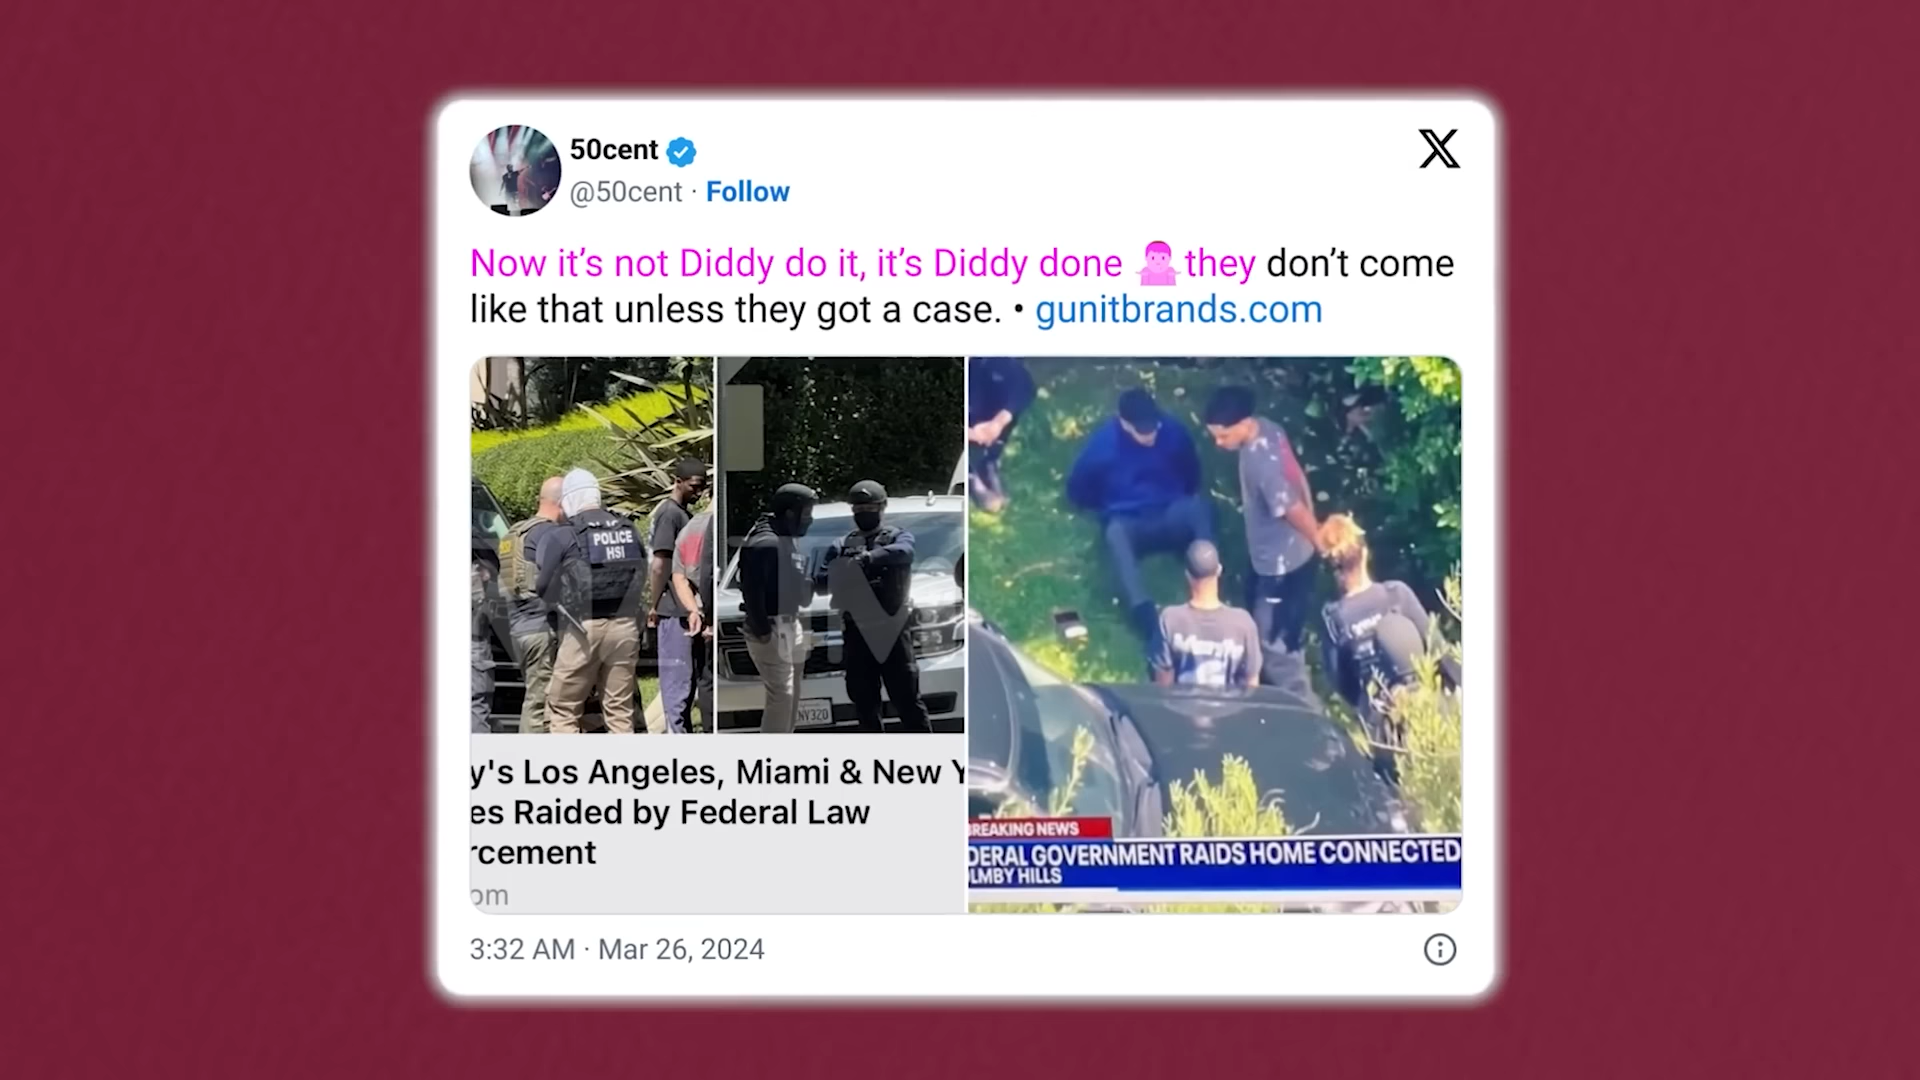 50cent
@50cent · Follow
Now it’s not Diddy do it, it’s Diddy done 🤷they don’t come
like that unless they got a case. • gunitbrands.com
POLICE
HSI
NV320
y's Los Angeles, Miami & New Y
es Raided by Federal Law
rcement
om
BREAKING NEWS
DERAL GOVERNMENT RAIDS HOME CONNECTED
LMBY HILLS
3:32 AM · Mar 26, 2024